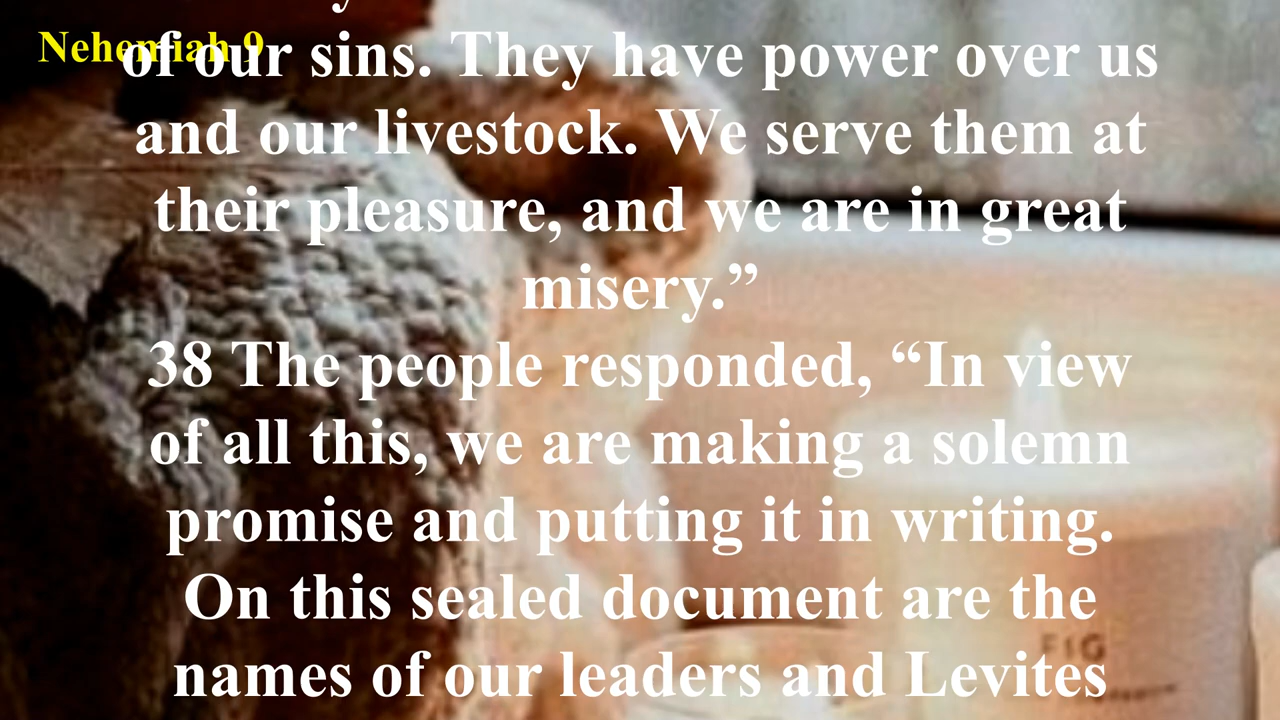 Nehemiah 9
of our sins. They have power over us
and our livestock. We serve them at
their pleasure, and we are in great
misery.”
38 The people responded, “In view
of all this, we are making a solemn
promise and putting it in writing.
On this sealed document are the
names of our leaders and Levites
FIG